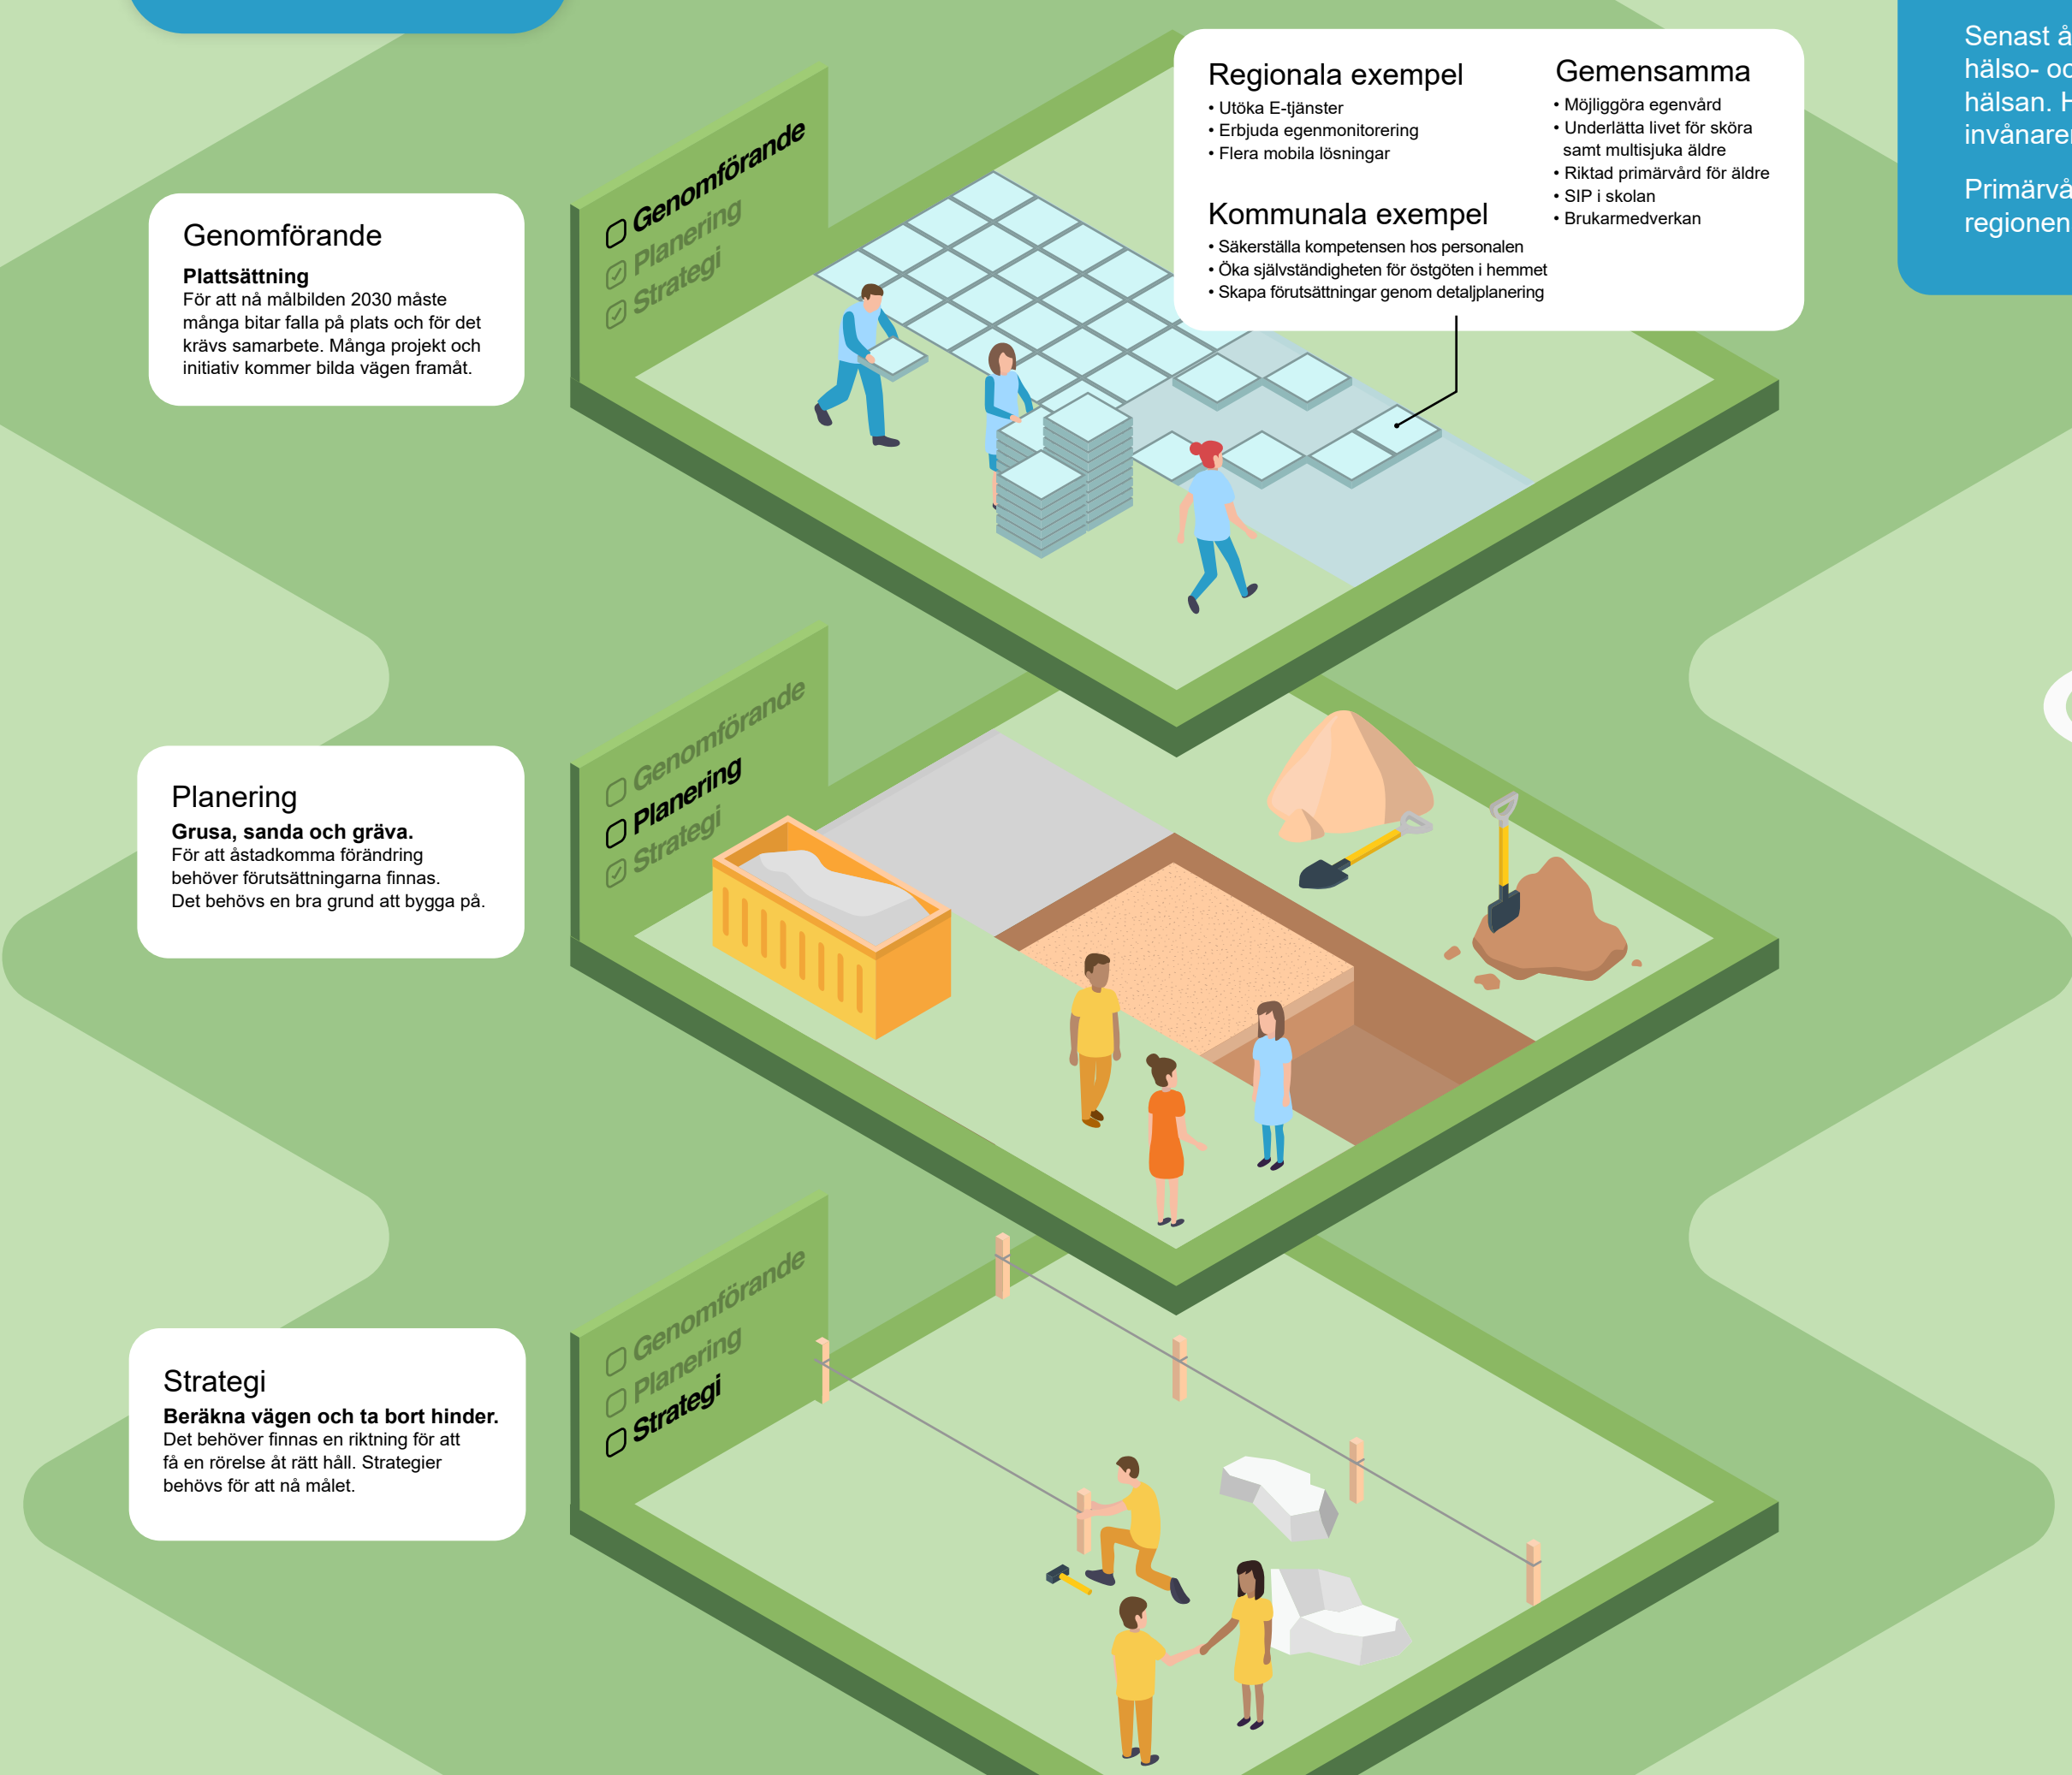 Regionala exempel
• Utöka E-tjänster
• Erbjuda egenmonitorering
• Flera mobila lösningar
Kommunala exempel
• Säkerställa kompetensen hos personalen
• Öka självständigheten för östgöten i hemmet
• Skapa förutsättningar genom detaljplanering
Gemensamma
• Möjliggöra egenvård
• Underlätta livet för sköra
samt multisjuka äldre
• Riktad primärvård för äldre
• SIP i skolan
• Brukarmedverkan
Senast
hälso-
hälsan.
regionen
Genomförande
Plattsättning
För att nå målbilden 2030 måste
många bitar falla på plats och för det
krävs samarbete. Många projekt och
initiativ kommer bilda vägen framåt.
Genomförande
Planering
Strategi
Planering
Grusa, sanda och gräva.
För att åstadkomma förändring
behöver förutsättningarna finnas.
Det behövs en bra grund att bygga på.
Genomförande
Planering
Strategi
Strategi
Beräkna vägen och ta bort hinder.
Det behöver finnas en riktning för att
få en rörelse åt rätt håll. Strategier
behövs för att nå målet.
Genomförande
Planering
Strategi